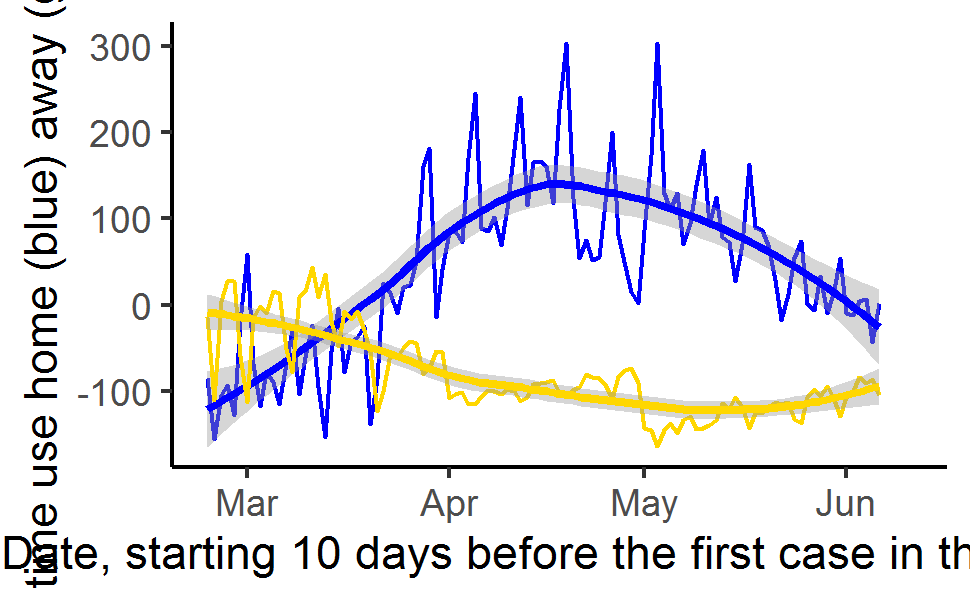 time use home (blue) away (
300
200
100
0
-100
Mar Apr May Jun
Date, starting 10 days before the first case in th